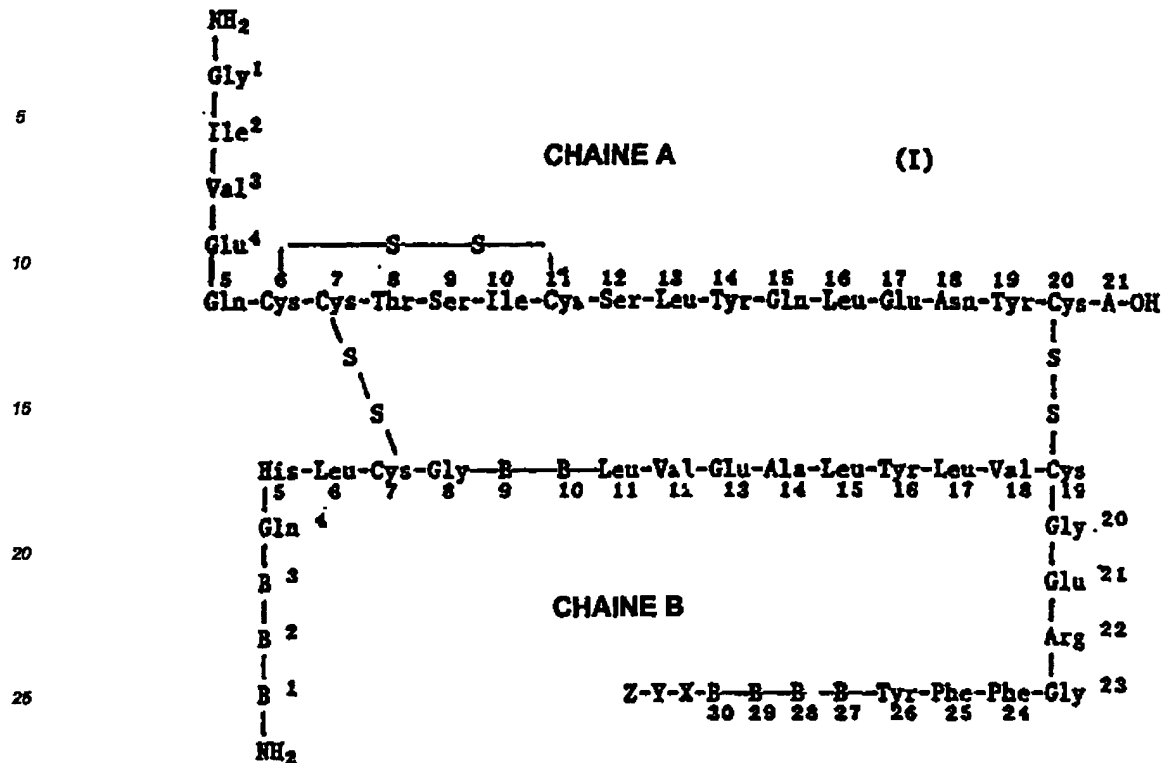 NH2
Gly1
5
Ile2
CHAINE A (I)
Val3
Glu4
S S
10
5 6 7 8 9 10 11 12 13 14 15 16 17 18 19 20 21
Gln-Cys-Cys-Thr-Ser-Ile-Cys-Ser-Leu-Tyr-Gln-Leu-Glu-Asn-Tyr-Cys-A-OH
S S
15
S S
His-Leu-Cys-Gly-B-B-Leu-Val-Glu-Ala-Leu-Tyr-Leu-Val-Cys
5 6 7 8 9 10 11 12 13 14 15 16 17 18 19
Gln 4 Gly 20
20
B 3 Glu 21
CHAINE B
B 2 Arg 22
25
B 1 Z-Y-X-B-B-B-B-Tyr-Phe-Phe-Gly 23
30 29 28 27 26 25 24
NH2